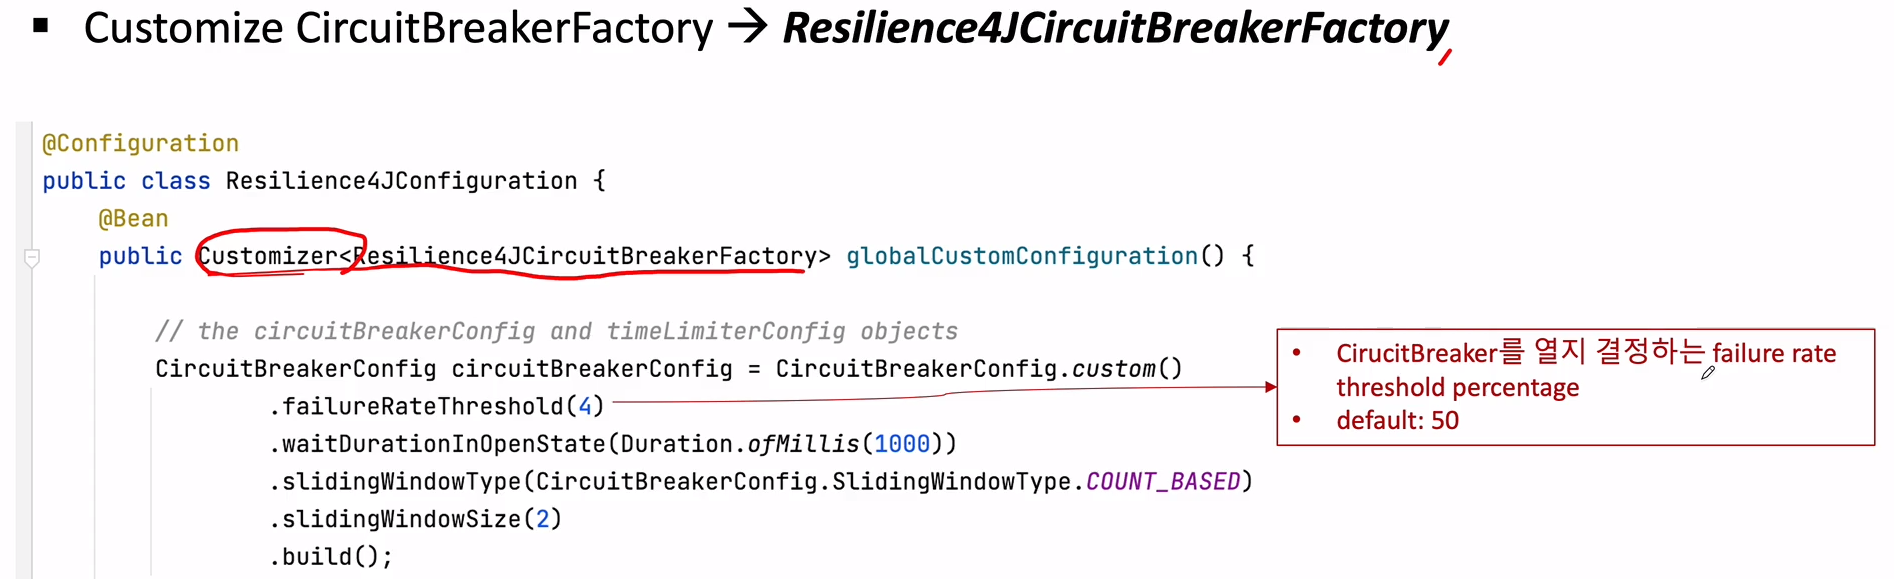 ▪ Customize CircuitBreakerFactory → Resilience4JCircuitBreakerFactory
@Configuration
public class Resilience4JConfiguration {
@Bean
public Customizer<Resilience4JCircuitBreakerFactory> globalCustomConfiguration() {
// the circuitBreakerConfig and timeLimiterConfig objects
CircuitBreakerConfig circuitBreakerConfig = CircuitBreakerConfig.custom()
.failureRateThreshold(4)
.waitDurationInOpenState(Duration.ofMillis(1000))
.slidingWindowType(CircuitBreakerConfig.SlidingWindowType.COUNT_BASED)
.slidingWindowSize(2)
.build();
• CirucitBreaker를 열지 결정하는 failure rate
threshold percentage
• default: 50